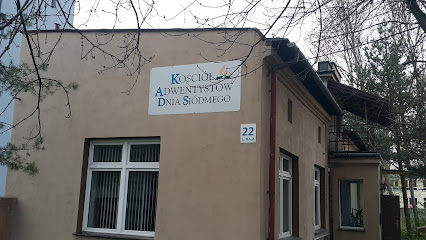 KOŚCIÓŁ
ADWENTYSTÓW
DNIA SIÓDMEGO
22